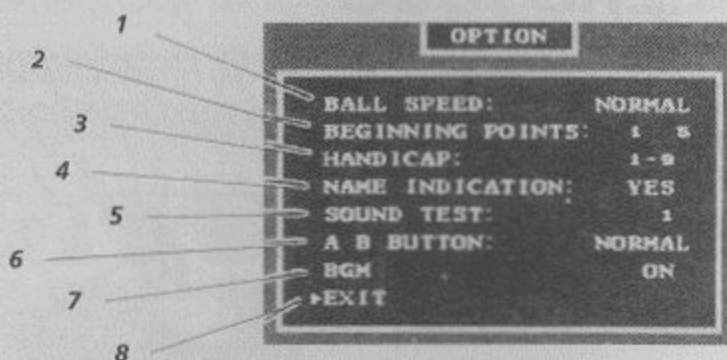 OPTION
1 BALL SPEED: NORMAL
2 BEGINNING POINTS: 1 S
3 HANDICAP: 1-9
4 NAME INDICATION: YES
5 SOUND TEST: 1
6 A B BUTTON: NORMAL
7 BGM ON
8 ▶EXIT